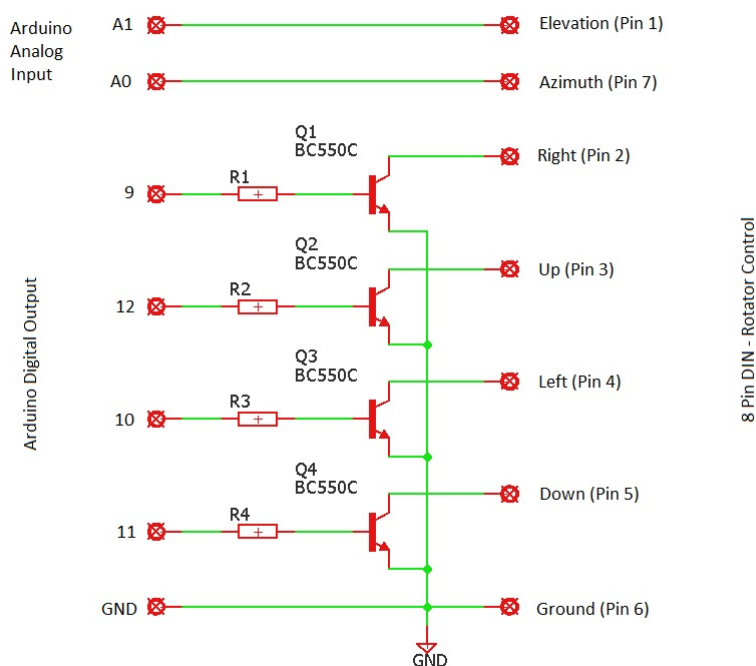 Arduino
Analog
Input
A1
Elevation (Pin 1)
A0
Azimuth (Pin 7)
Q1
BC550C
Right (Pin 2)
R1
9
Q2
BC550C
Up (Pin 3)
R2
12
Q3
BC550C
Left (Pin 4)
R3
10
Q4
BC550C
Down (Pin 5)
R4
11
GND
Ground (Pin 6)
GND
Arduino Digital Output
8 Pin DIN - Rotator Control